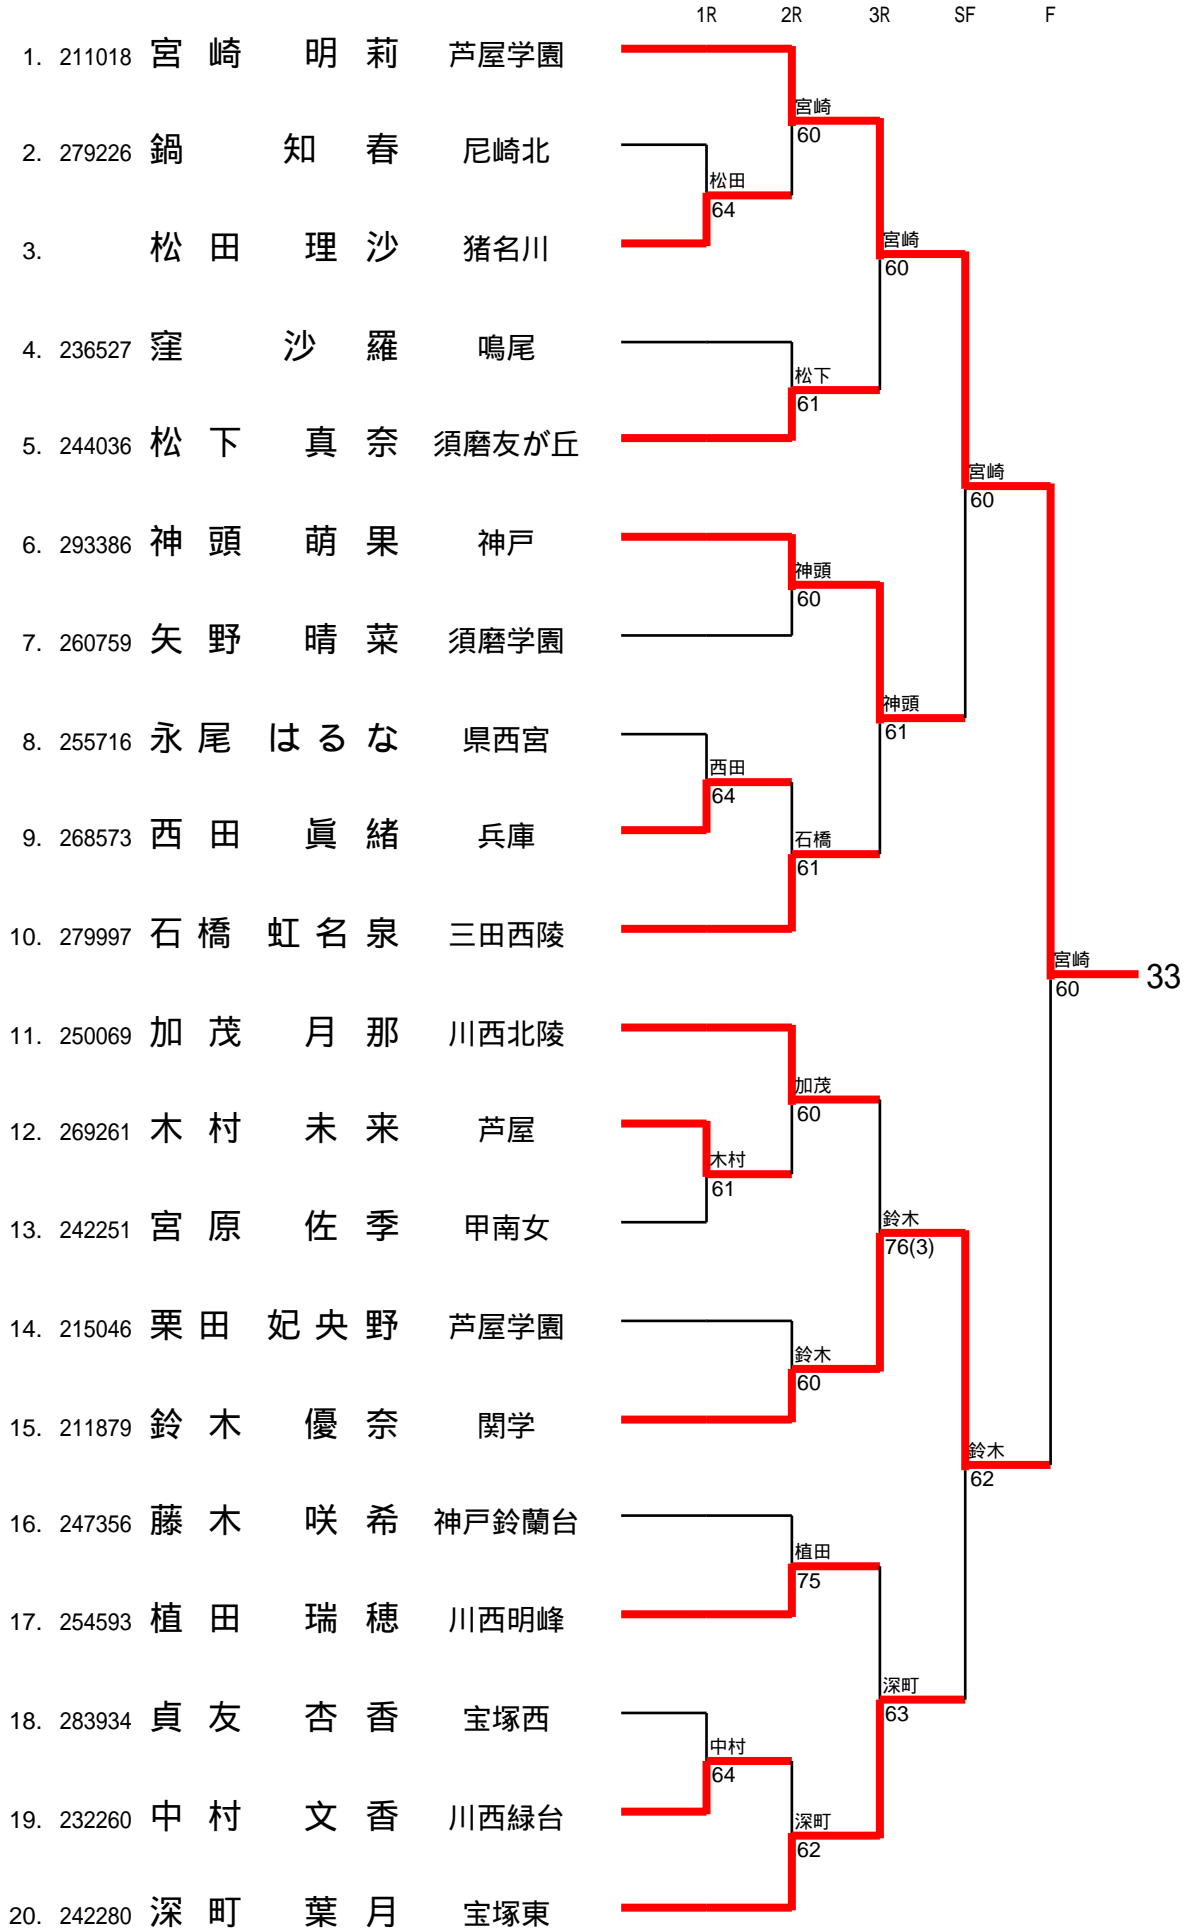 1R 2R 3R SF F
1. 211018 宮崎 明莉 芦屋学園
宮崎
60
2. 279226 鍋 知春 尼崎北
松田
64
3. 松田 理沙 猪名川
宮崎
60
4. 236527 窪 沙羅 鳴尾
松下
61
5. 244036 松下 真奈 須磨友が丘
宮崎
60
6. 293386 神頭 萌果 神戸
神頭
60
7. 260759 矢野 晴菜 須磨学園
神頭
61
8. 255716 永尾 はるな 県西宮
西田
64
9. 268573 西田 眞緒 兵庫
石橋
61
10. 279997 石橋 虹名泉 三田西陵
宮崎
60
33
11. 250069 加茂 月那 川西北陵
加茂
60
12. 269261 木村 未来 芦屋
木村
61
13. 242251 宮原 佐季 甲南女
鈴木
76(3)
14. 215046 栗田 妃央野 芦屋学園
鈴木
60
15. 211879 鈴木 優奈 関学
鈴木
62
16. 247356 藤木 咲希 神戸鈴蘭台
植田
75
17. 254593 植田 瑞穂 川西明峰
深町
63
18. 283934 貞友 杏香 宝塚西
中村
64
19. 232260 中村 文香 川西緑台
深町
62
20. 242280 深町 葉月 宝塚東